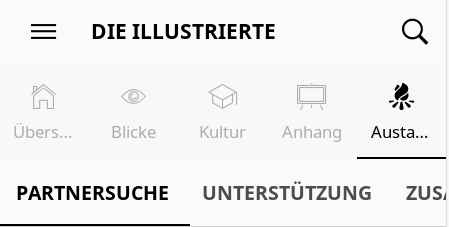 DIE ILLUSTRIERTE
Übers... Blicke Kultur Anhang Austa...
PARTNERSUCHE UNTERSTÜTZUNG ZUSA